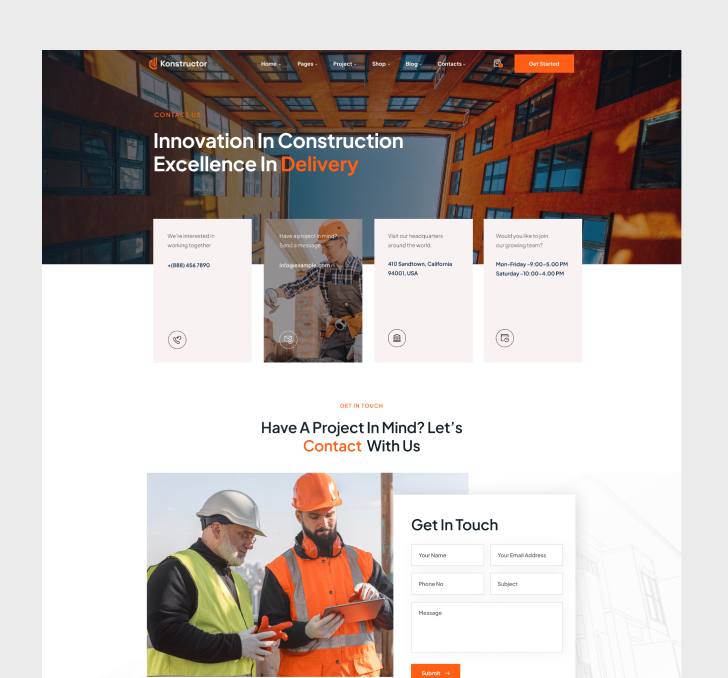 Konstructor
Home
Pages
Project
Shop
Blog
Contacts
Get Started
CONTACT US
Innovation In Construction
Excellence In Delivery
We're interested in
working together
+(888) 456 7890
Have a project in mind?
Send a message.
info@example.com
Visit our headquarters
around the world.
410 Sandtown, California
94001, USA
Would you like to join
our growing team?
Mon-Friday -9:00-5.00 PM
Saturday -10:00-4.00 PM
GET IN TOUCH
Have A Project In Mind? Let's
Contact With Us
Get In Touch
Your Name
Your Email Address
Phone No
Subject
Message
Submit →